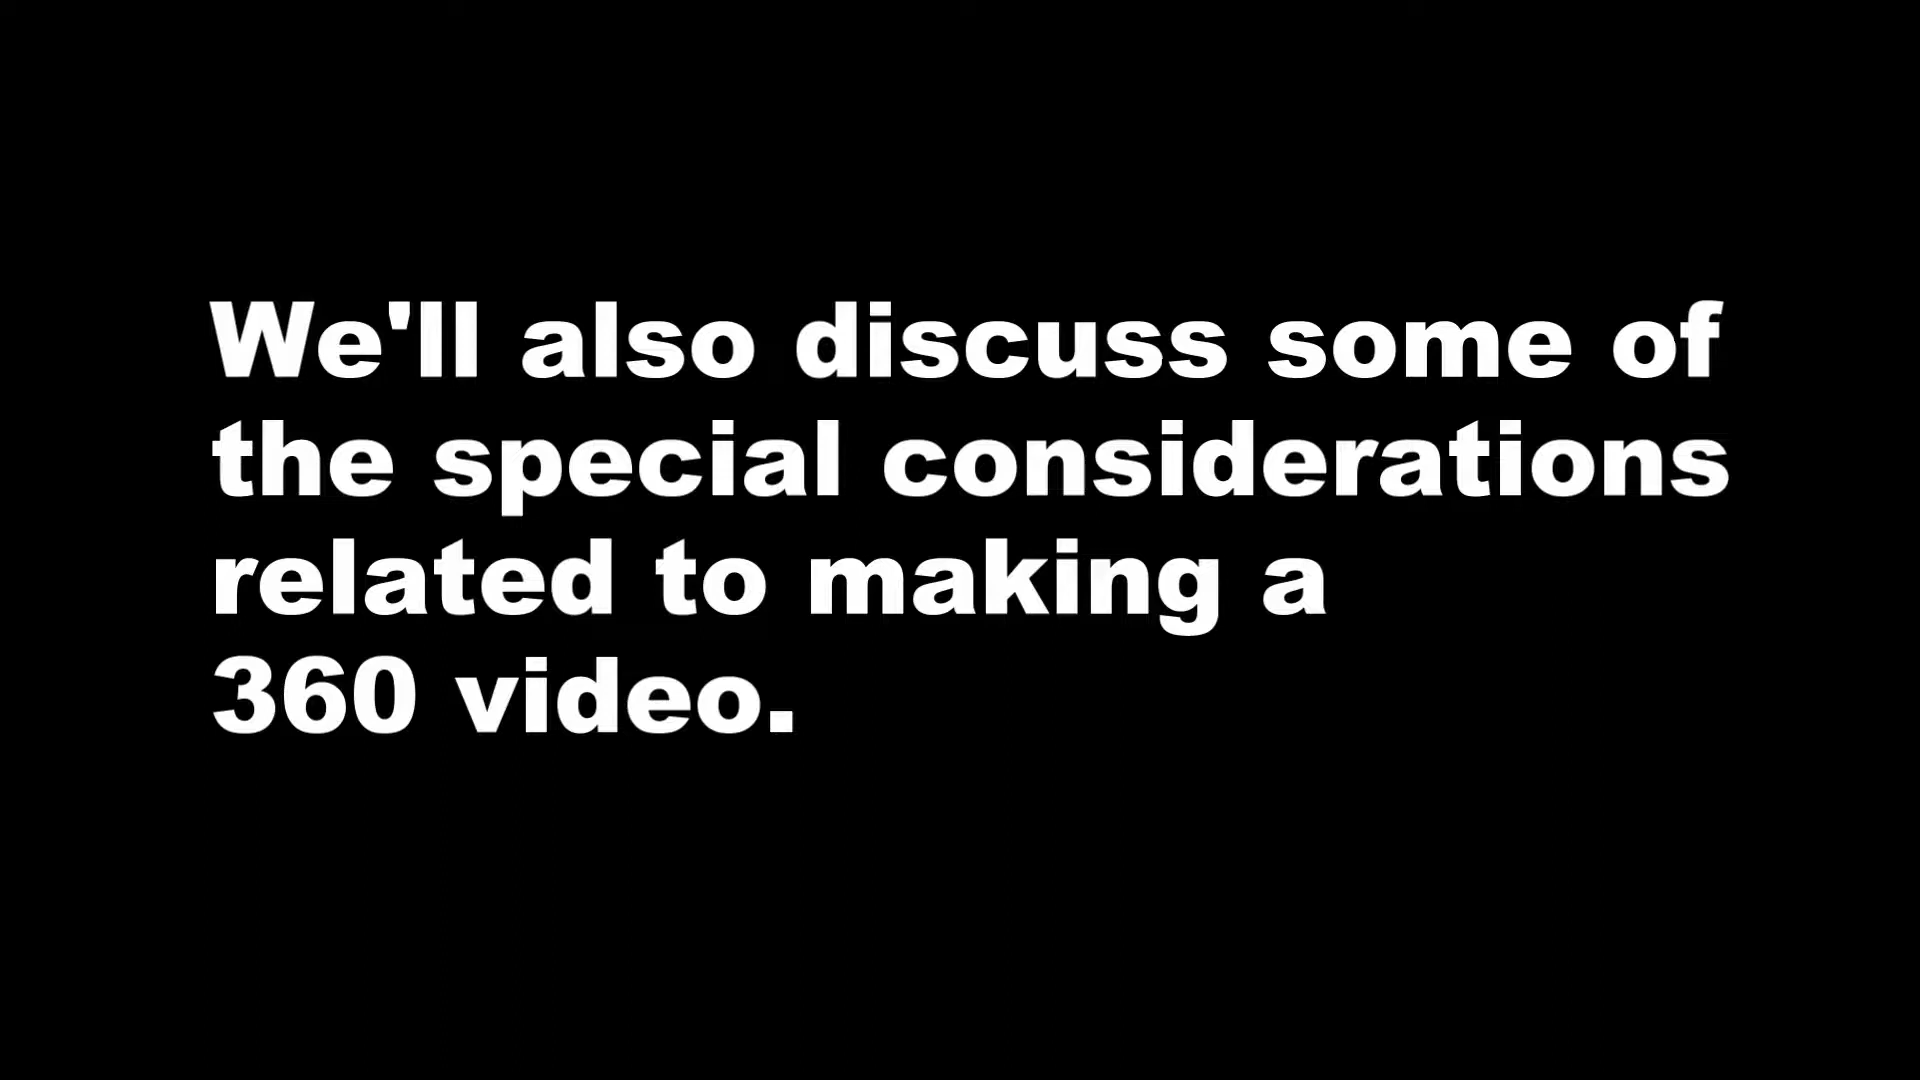 We'll also discuss some of
the special considerations
related to making a
360 video.